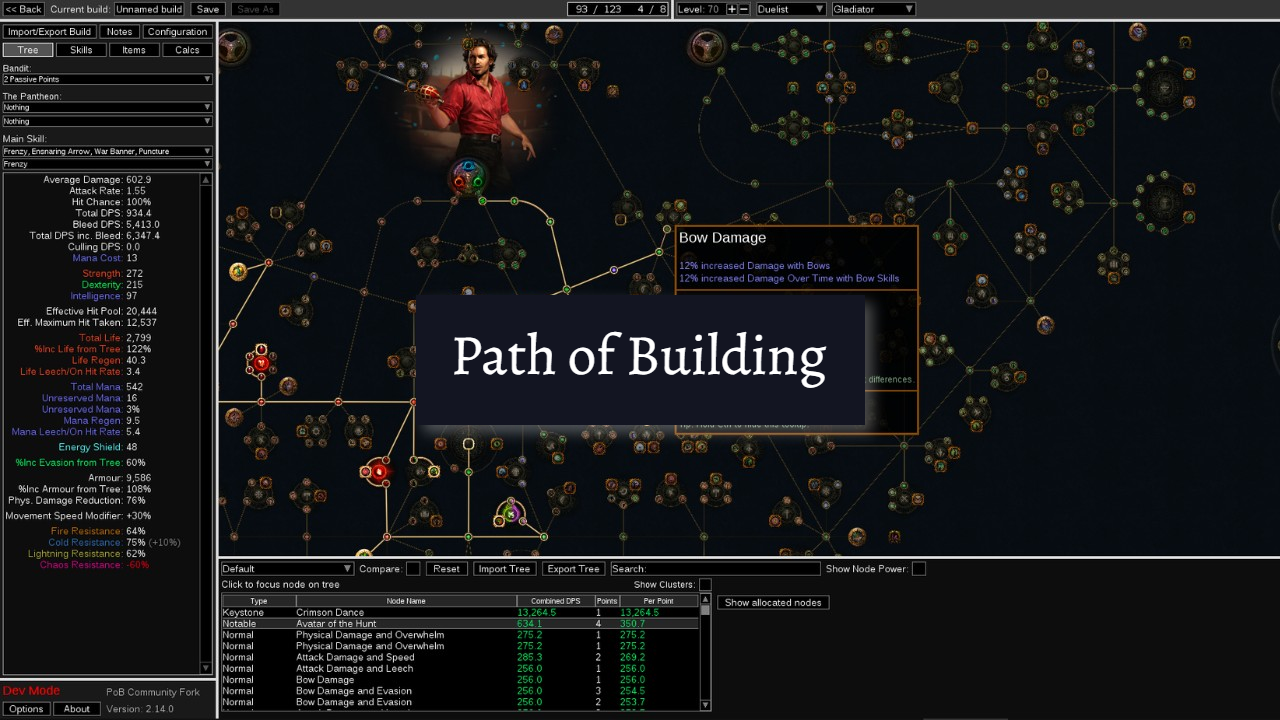 << Back Current build: Unnamed build Save Save As 93 / 123 4 / 8 Level: 70 + − Duelist Gladiator
Import/Export Build Notes Configuration
Tree Skills Items Calcs
Bandit:
2 Passive Points
The Pantheon:
Nothing
Nothing
Main Skill:
Frenzy, Ensnaring Arrow, War Banner, Puncture
Frenzy
Average Damage: 602.9
Attack Rate: 1.55
Hit Chance: 100%
Total DPS: 934.4
Bleed DPS: 5,413.0
Total DPS inc. Bleed: 6,347.4
Culling DPS: 0.0
Mana Cost: 13
Strength: 272
Dexterity: 215
Intelligence: 97
Effective Hit Pool: 20,444
Eff. Maximum Hit Taken: 12,537
Total Life: 2,799
%Inc Life from Tree: 122%
Life Regen: 40.3
Life Leech/On Hit Rate: 3.4
Total Mana: 542
Unreserved Mana: 16
Unreserved Mana: 3%
Mana Regen: 9.5
Mana Leech/On Hit Rate: 5.4
Energy Shield: 48
%Inc Evasion from Tree: 60%
Armour: 9,586
%Inc Armour from Tree: 108%
Phys. Damage Reduction: 76%
Movement Speed Modifier: +30%
Fire Resistance: 64%
Cold Resistance: 75% (+10%)
Lightning Resistance: 62%
Chaos Resistance: -60%
Dev Mode PoB Community Fork
Options About Version: 2.14.0
Bow Damage
12% increased Damage with Bows
12% increased Damage Over Time with Bow Skills
differences.
Path of Building
Default Compare: Reset Import Tree Export Tree Search: Show Node Power:
Click to focus node on tree Show Clusters:
Type Node Name Combined DPS Points Per Point
Keystone Crimson Dance 13,264.5 1 13,264.5
Notable Avatar of the Hunt 634.1 4 350.7
Normal Physical Damage and Overwhelm 275.2 1 275.2
Normal Physical Damage and Overwhelm 275.2 1 275.2
Normal Attack Damage and Speed 285.3 2 269.2
Normal Attack Damage and Leech 256.0 1 256.0
Normal Bow Damage 256.0 1 256.0
Normal Bow Damage and Evasion 256.0 3 254.5
Normal Bow Damage and Evasion 256.0 2 253.7
Show allocated nodes